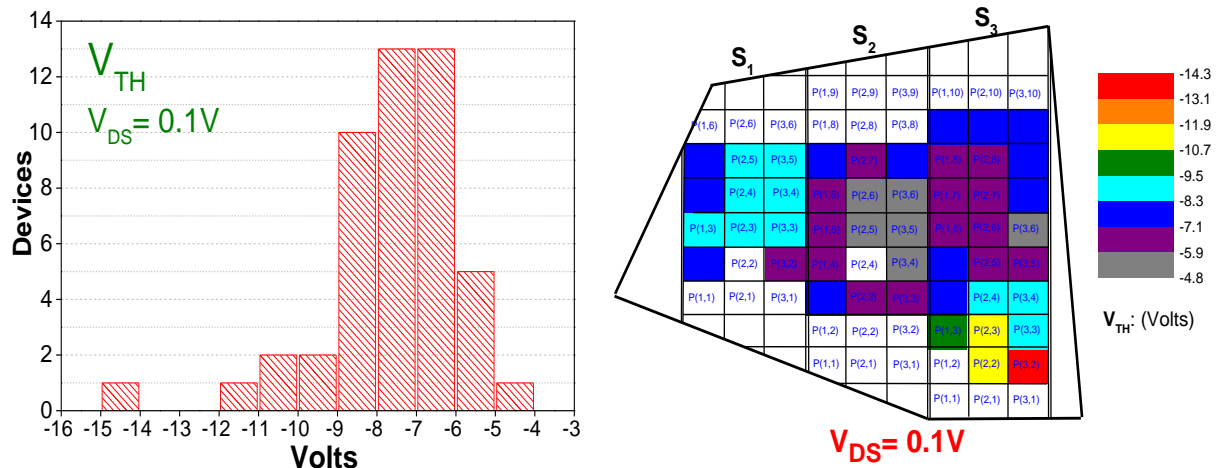 14
12
10
8
6
4
2
0
Devices
V_TH
V_DS= 0.1V
-16 -15 -14 -13 -12 -11 -10 -9 -8 -7 -6 -5 -4 -3
Volts
S_1 S_2 S_3
P(1,9) P(2,9) P(3,9) P(1,10) P(2,10) P(3,10)
P(1,6) P(2,6) P(3,6) P(1,8) P(2,8) P(3,8)
P(2,5) P(3,5) P(2,7) P(1,8) P(2,8)
P(2,4) P(3,4) P(1,6) P(2,6) P(3,6) P(1,7) P(2,7)
P(1,3) P(2,3) P(3,3) P(1,5) P(2,5) P(3,5) P(1,6) P(2,6) P(3,6)
P(2,2) P(3,2) P(1,4) P(2,4) P(3,4) P(2,5) P(3,5)
P(1,1) P(2,1) P(3,1) P(2,3) P(3,3) P(2,4) P(3,4)
P(1,2) P(2,2) P(3,2) P(1,3) P(2,3) P(3,3)
P(1,1) P(2,1) P(3,1) P(1,2) P(2,2) P(3,2)
P(1,1) P(2,1) P(3,1)
V_DS= 0.1V
-14.3
-13.1
-11.9
-10.7
-9.5
-8.3
-7.1
-5.9
-4.8
V_TH: (Volts)